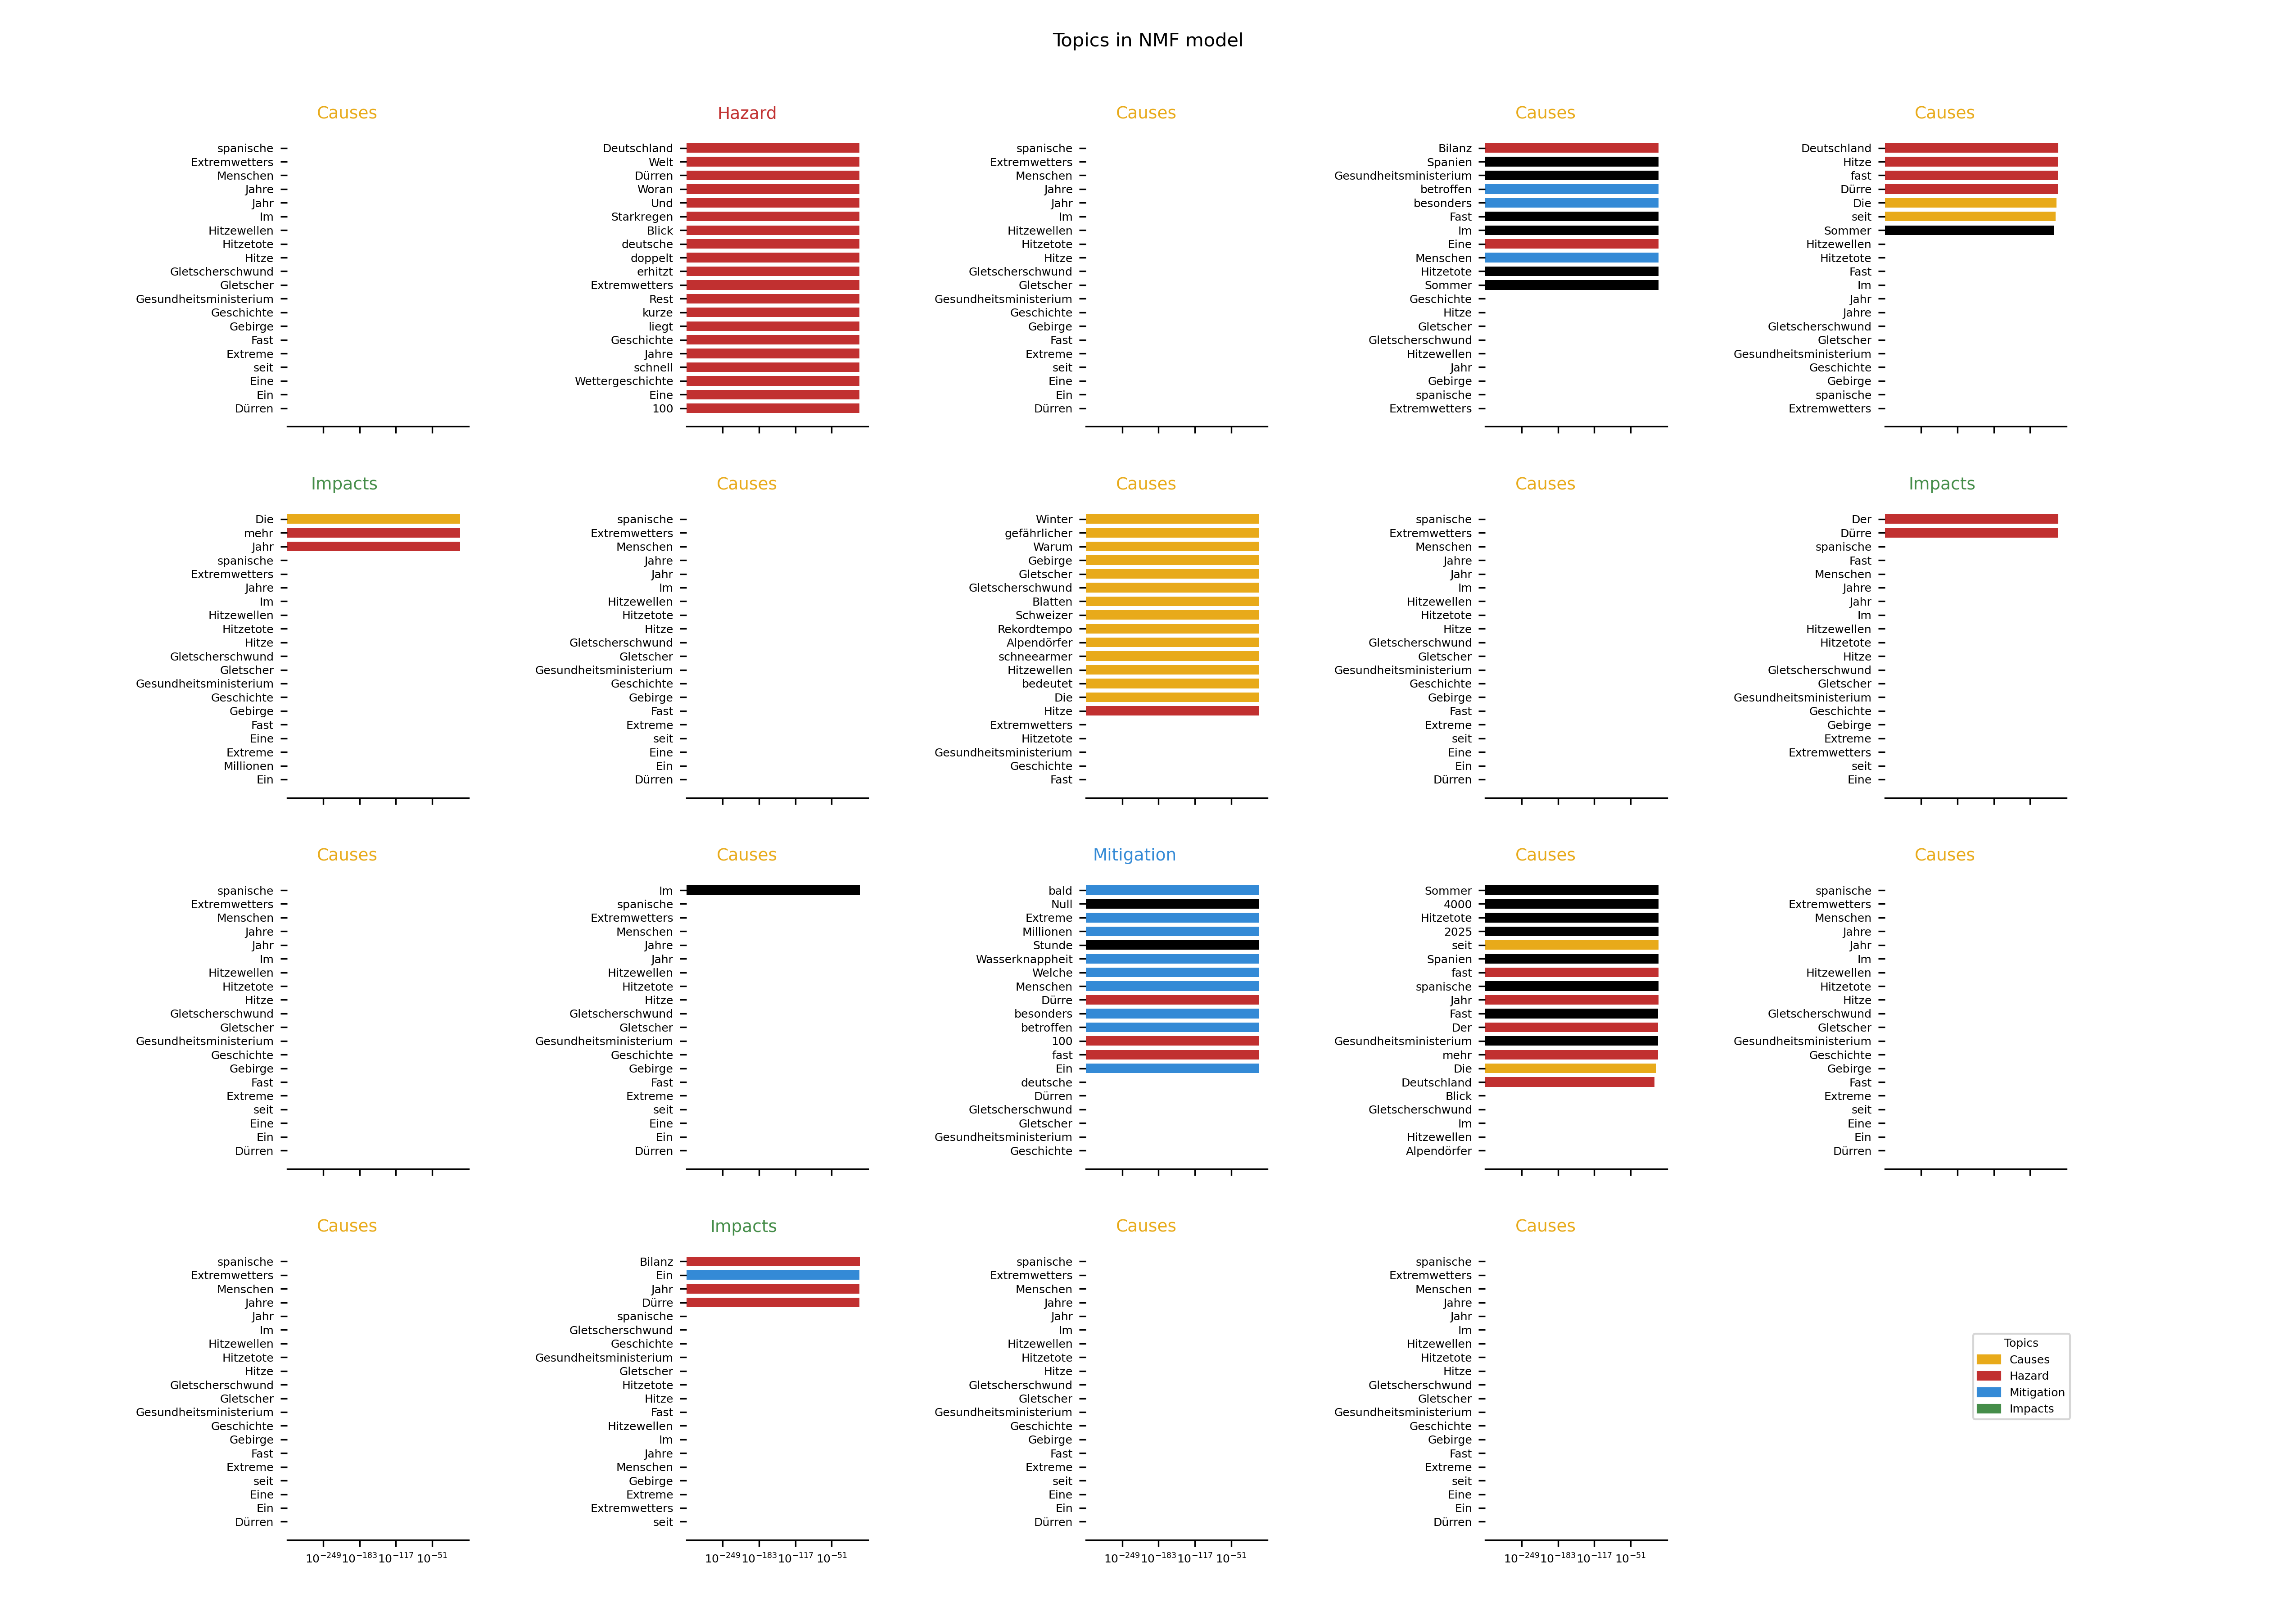 Topics in NMF model
Causes
spanische
Extremwetters
Menschen
Jahre
Jahr
Im
Hitzewellen
Hitzetote
Hitze
Gletscherschwund
Gletscher
Gesundheitsministerium
Geschichte
Gebirge
Fast
Extreme
seit
Eine
Ein
Dürren
Hazard
Deutschland
Welt
Dürren
Woran
Und
Starkregen
Blick
deutsche
doppelt
erhitzt
Extremwetters
Rest
kurze
liegt
Geschichte
Jahre
schnell
Wettergeschichte
Eine
100
Causes
spanische
Extremwetters
Menschen
Jahre
Jahr
Im
Hitzewellen
Hitzetote
Hitze
Gletscherschwund
Gletscher
Gesundheitsministerium
Geschichte
Gebirge
Fast
Extreme
seit
Eine
Ein
Dürren
Causes
Bilanz
Spanien
Gesundheitsministerium
betroffen
besonders
Fast
Im
Eine
Menschen
Hitzetote
Sommer
Geschichte
Hitze
Gletscher
Gletscherschwund
Hitzewellen
Jahr
Gebirge
spanische
Extremwetters
Causes
Deutschland
Hitze
fast
Dürre
Die
seit
Sommer
Hitzewellen
Hitzetote
Fast
Im
Jahr
Jahre
Gletscherschwund
Gletscher
Gesundheitsministerium
Geschichte
Gebirge
spanische
Extremwetters
Impacts
Die
mehr
Jahr
spanische
Extremwetters
Jahre
Im
Hitzewellen
Hitzetote
Hitze
Gletscherschwund
Gletscher
Gesundheitsministerium
Geschichte
Gebirge
Fast
Eine
Extreme
Millionen
Ein
Causes
spanische
Extremwetters
Menschen
Jahre
Jahr
Im
Hitzewellen
Hitzetote
Hitze
Gletscherschwund
Gletscher
Gesundheitsministerium
Geschichte
Gebirge
Fast
Extreme
seit
Eine
Ein
Dürren
Causes
Winter
gefährlicher
Warum
Gebirge
Gletscher
Gletscherschwund
Blatten
Schweizer
Rekordtempo
Alpendörfer
schneearmer
Hitzewellen
bedeutet
Die
Hitze
Extremwetters
Hitzetote
Gesundheitsministerium
Geschichte
Fast
Causes
spanische
Extremwetters
Menschen
Jahre
Jahr
Im
Hitzewellen
Hitzetote
Hitze
Gletscherschwund
Gletscher
Gesundheitsministerium
Geschichte
Gebirge
Fast
Extreme
seit
Eine
Ein
Dürren
Impacts
Der
Dürre
spanische
Fast
Menschen
Jahre
Jahr
Im
Hitzewellen
Hitzetote
Hitze
Gletscherschwund
Gletscher
Gesundheitsministerium
Geschichte
Gebirge
Extreme
Extremwetters
seit
Eine
Causes
spanische
Extremwetters
Menschen
Jahre
Jahr
Im
Hitzewellen
Hitzetote
Hitze
Gletscherschwund
Gletscher
Gesundheitsministerium
Geschichte
Gebirge
Fast
Extreme
seit
Eine
Ein
Dürren
Causes
Im
spanische
Extremwetters
Menschen
Jahre
Jahr
Hitzewellen
Hitzetote
Hitze
Gletscherschwund
Gletscher
Gesundheitsministerium
Geschichte
Gebirge
Fast
Extreme
seit
Eine
Ein
Dürren
Mitigation
bald
Null
Extreme
Millionen
Stunde
Wasserknappheit
Welche
Menschen
Dürre
besonders
betroffen
100
fast
Ein
deutsche
Dürren
Gletscherschwund
Gletscher
Gesundheitsministerium
Geschichte
Causes
Sommer
4000
Hitzetote
2025
seit
Spanien
fast
spanische
Jahr
Fast
Der
Gesundheitsministerium
mehr
Die
Deutschland
Blick
Gletscherschwund
Im
Hitzewellen
Alpendörfer
Causes
spanische
Extremwetters
Menschen
Jahre
Jahr
Im
Hitzewellen
Hitzetote
Hitze
Gletscherschwund
Gletscher
Gesundheitsministerium
Geschichte
Gebirge
Fast
Extreme
seit
Eine
Ein
Dürren
Causes
spanische
Extremwetters
Menschen
Jahre
Jahr
Im
Hitzewellen
Hitzetote
Hitze
Gletscherschwund
Gletscher
Gesundheitsministerium
Geschichte
Gebirge
Fast
Extreme
seit
Eine
Ein
Dürren
10⁻²⁴⁹ 10⁻¹⁸³ 10⁻¹¹⁷ 10⁻⁵¹
Impacts
Bilanz
Ein
Jahr
Dürre
spanische
Gletscherschwund
Geschichte
Gesundheitsministerium
Gletscher
Hitzetote
Hitze
Fast
Hitzewellen
Im
Jahre
Menschen
Gebirge
Extreme
Extremwetters
seit
10⁻²⁴⁹ 10⁻¹⁸³ 10⁻¹¹⁷ 10⁻⁵¹
Causes
spanische
Extremwetters
Menschen
Jahre
Jahr
Im
Hitzewellen
Hitzetote
Hitze
Gletscherschwund
Gletscher
Gesundheitsministerium
Geschichte
Gebirge
Fast
Extreme
seit
Eine
Ein
Dürren
10⁻²⁴⁹ 10⁻¹⁸³ 10⁻¹¹⁷ 10⁻⁵¹
Causes
spanische
Extremwetters
Menschen
Jahre
Jahr
Im
Hitzewellen
Hitzetote
Hitze
Gletscherschwund
Gletscher
Gesundheitsministerium
Geschichte
Gebirge
Fast
Extreme
seit
Eine
Ein
Dürren
10⁻²⁴⁹ 10⁻¹⁸³ 10⁻¹¹⁷ 10⁻⁵¹
Topics
Causes
Hazard
Mitigation
Impacts